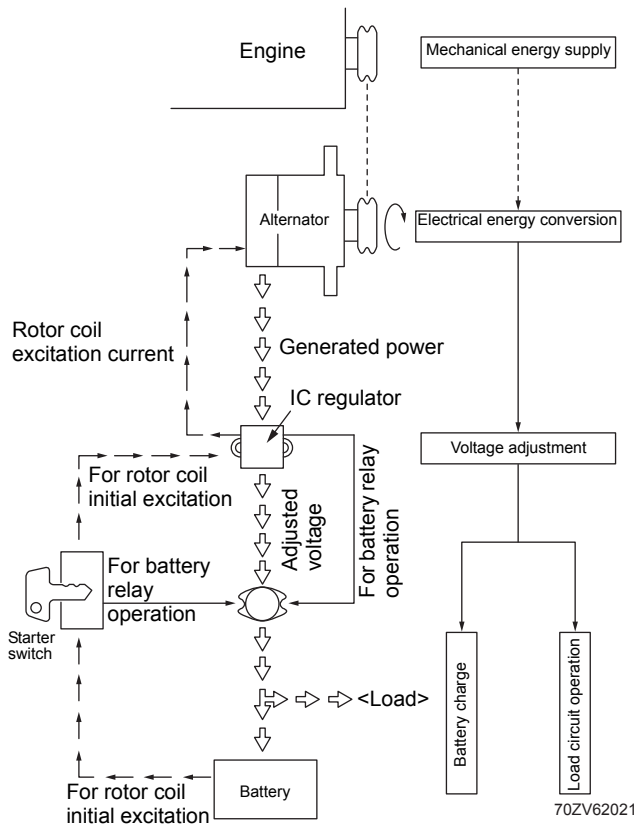 Engine
Mechanical energy supply
Alternator
Electrical energy conversion
Rotor coil
excitation current
Generated power
IC regulator
Voltage adjustment
For rotor coil
initial excitation
Adjusted
voltage
For battery relay
operation
For battery
relay
operation
Starter
switch
<Load>
Battery charge
Load circuit operation
Battery
For rotor coil
initial excitation
70ZV62021